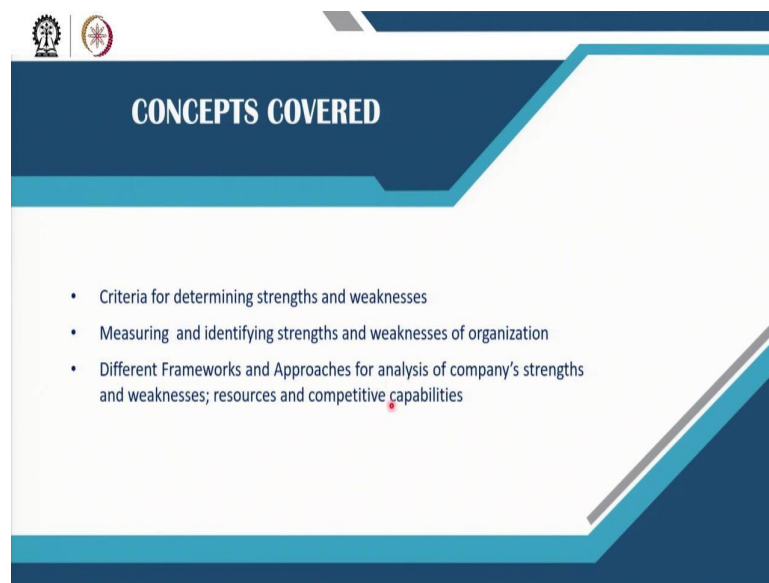 CONCEPTS COVERED
• Criteria for determining strengths and weaknesses
• Measuring and identifying strengths and weaknesses of organization
• Different Frameworks and Approaches for analysis of company's strengths
and weaknesses; resources and competitive capabilities